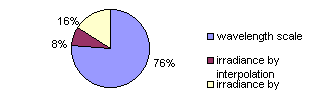 16%
8%
76%
wavelength scale
irradiance by
interpolation
irradiance by